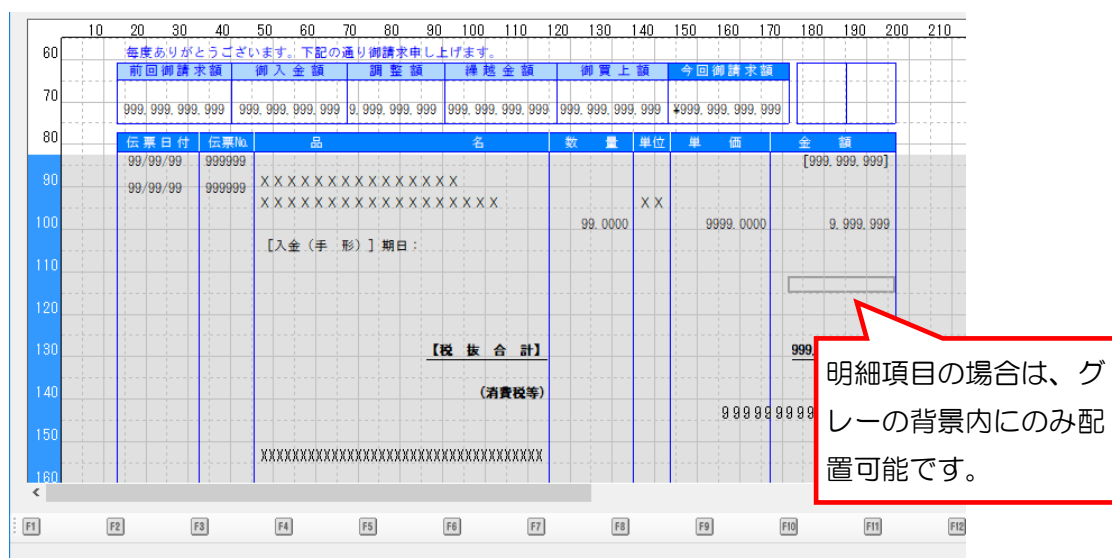 10 20 30 40 50 60 70 80 90 100 110 120 130 140 150 160 170 180 190 200 210
60 毎度ありがとうございます。下記の通り御請求申し上げます。
前回御請求額 御入金額 調整額 繰越金額 御買上額 今回御請求額
70
999,999,999,999 999,999,999,999 9,999,999,999 999,999,999,999 999,999,999,999 ¥999,999,999,999
80
伝票日付 伝票No. 品 名 数 量 単位 単 価 金 額
99/99/99 999999 [999,999,999]
90
99/99/99 999999 XXXXXXXXXXXXXXX
XXXXXXXXXXXXXXXXXX XX
100 99.0000 9999.0000 9,999,999
[入金(手 形)]期日:
110
120
130 【税 抜 合 計】 999,
140 (消費税等)
99999999
150
XXXXXXXXXXXXXXXXXXXXXXXXXXXXXXXXXXXX
160
明細項目の場合は、グ
レーの背景内にのみ配
置可能です。
F1 F2 F3 F4 F5 F6 F7 F8 F9 F10 F11 F12